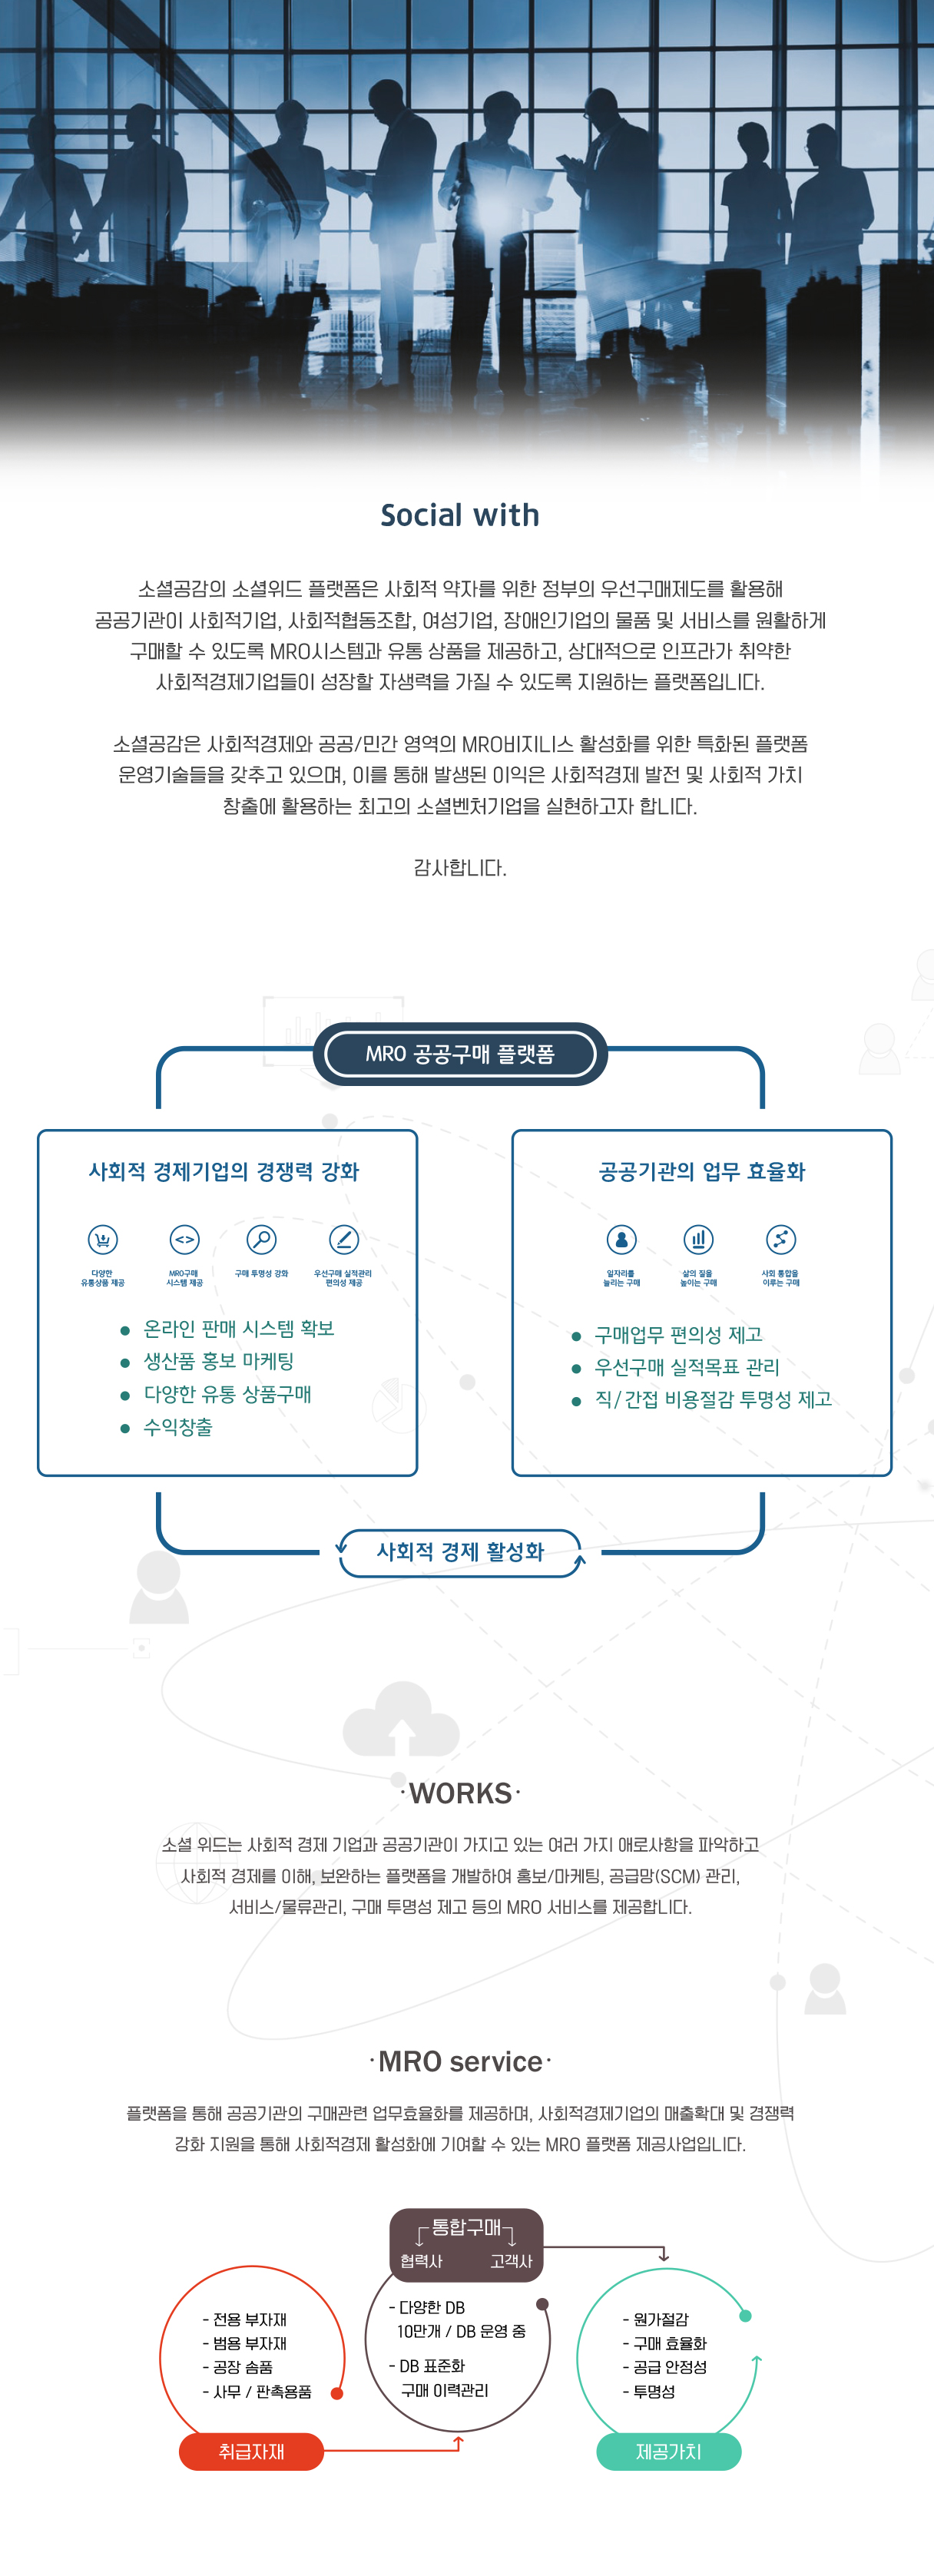 Social with
소셜공감의 소셜위드 플랫폼은 사회적 약자를 위한 정부의 우선구매제도를 활용해
공공기관이 사회적기업, 사회적협동조합, 여성기업, 장애인기업의 물품 및 서비스를 원활하게
구매할 수 있도록 MRO시스템과 유통 상품을 제공하고, 상대적으로 인프라가 취약한
사회적경제기업들이 성장할 자생력을 가질 수 있도록 지원하는 플랫폼입니다.
소셜공감은 사회적경제와 공공/민간 영역의 MRO비지니스 활성화를 위한 특화된 플랫폼
운영기술들을 갖추고 있으며, 이를 통해 발생된 이익은 사회적경제 발전 및 사회적 가치
창출에 활용하는 최고의 소셜벤처기업을 실현하고자 합니다.
감사합니다.
MRO 공공구매 플랫폼
사회적 경제기업의 경쟁력 강화
다양한
유통상품 제공
MRO구매
시스템 제공
구매 투명성 강화
우선구매 실적관리
편의성 제공
● 온라인 판매 시스템 확보
● 생산품 홍보 마케팅
● 다양한 유통 상품구매
● 수익창출
공공기관의 업무 효율화
일자리를
늘리는 구매
삶의 질을
높이는 구매
사회 통합을
이루는 구매
● 구매업무 편의성 제고
● 우선구매 실적목표 관리
● 직/간접 비용절감 투명성 제고
사회적 경제 활성화
·WORKS·
소셜 위드는 사회적 경제 기업과 공공기관이 가지고 있는 여러 가지 애로사항을 파악하고
사회적 경제를 이해, 보완하는 플랫폼을 개발하여 홍보/마케팅, 공급망(SCM) 관리,
서비스/물류관리, 구매 투명성 제고 등의 MRO 서비스를 제공합니다.
·MRO service·
플랫폼을 통해 공공기관의 구매관련 업무효율화를 제공하며, 사회적경제기업의 매출확대 및 경쟁력
강화 지원을 통해 사회적경제 활성화에 기여할 수 있는 MRO 플랫폼 제공사업입니다.
통합구매
협력사 고객사
- 전용 부자재
- 범용 부자재
- 공장 솜품
- 사무 / 판촉용품
취급자재
- 다양한 DB
10만개 / DB 운영 중
- DB 표준화
구매 이력관리
- 원가절감
- 구매 효율화
- 공급 안정성
- 투명성
제공가치